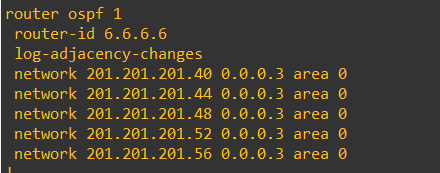 router ospf 1
router-id 6.6.6.6
log-adjacency-changes
network 201.201.201.40 0.0.0.3 area 0
network 201.201.201.44 0.0.0.3 area 0
network 201.201.201.48 0.0.0.3 area 0
network 201.201.201.52 0.0.0.3 area 0
network 201.201.201.56 0.0.0.3 area 0
!